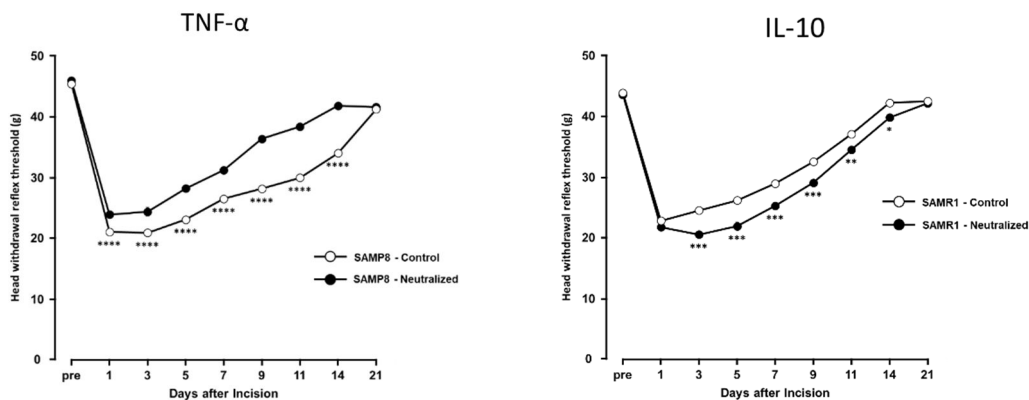 TNF-α
50
40
30
20
10
0
Head withdrawal reflex threshold (g)
****
****
****
****
****
****
****
SAMP8 - Control
SAMP8 - Neutralized
pre 1 3 5 7 9 11 14 21
Days after Incision
IL-10
50
40
30
20
10
0
Head withdrawal reflex threshold (g)
***
***
***
***
**
*
SAMR1 - Control
SAMR1 - Neutralized
pre 1 3 5 7 9 11 14 21
Days after Incision